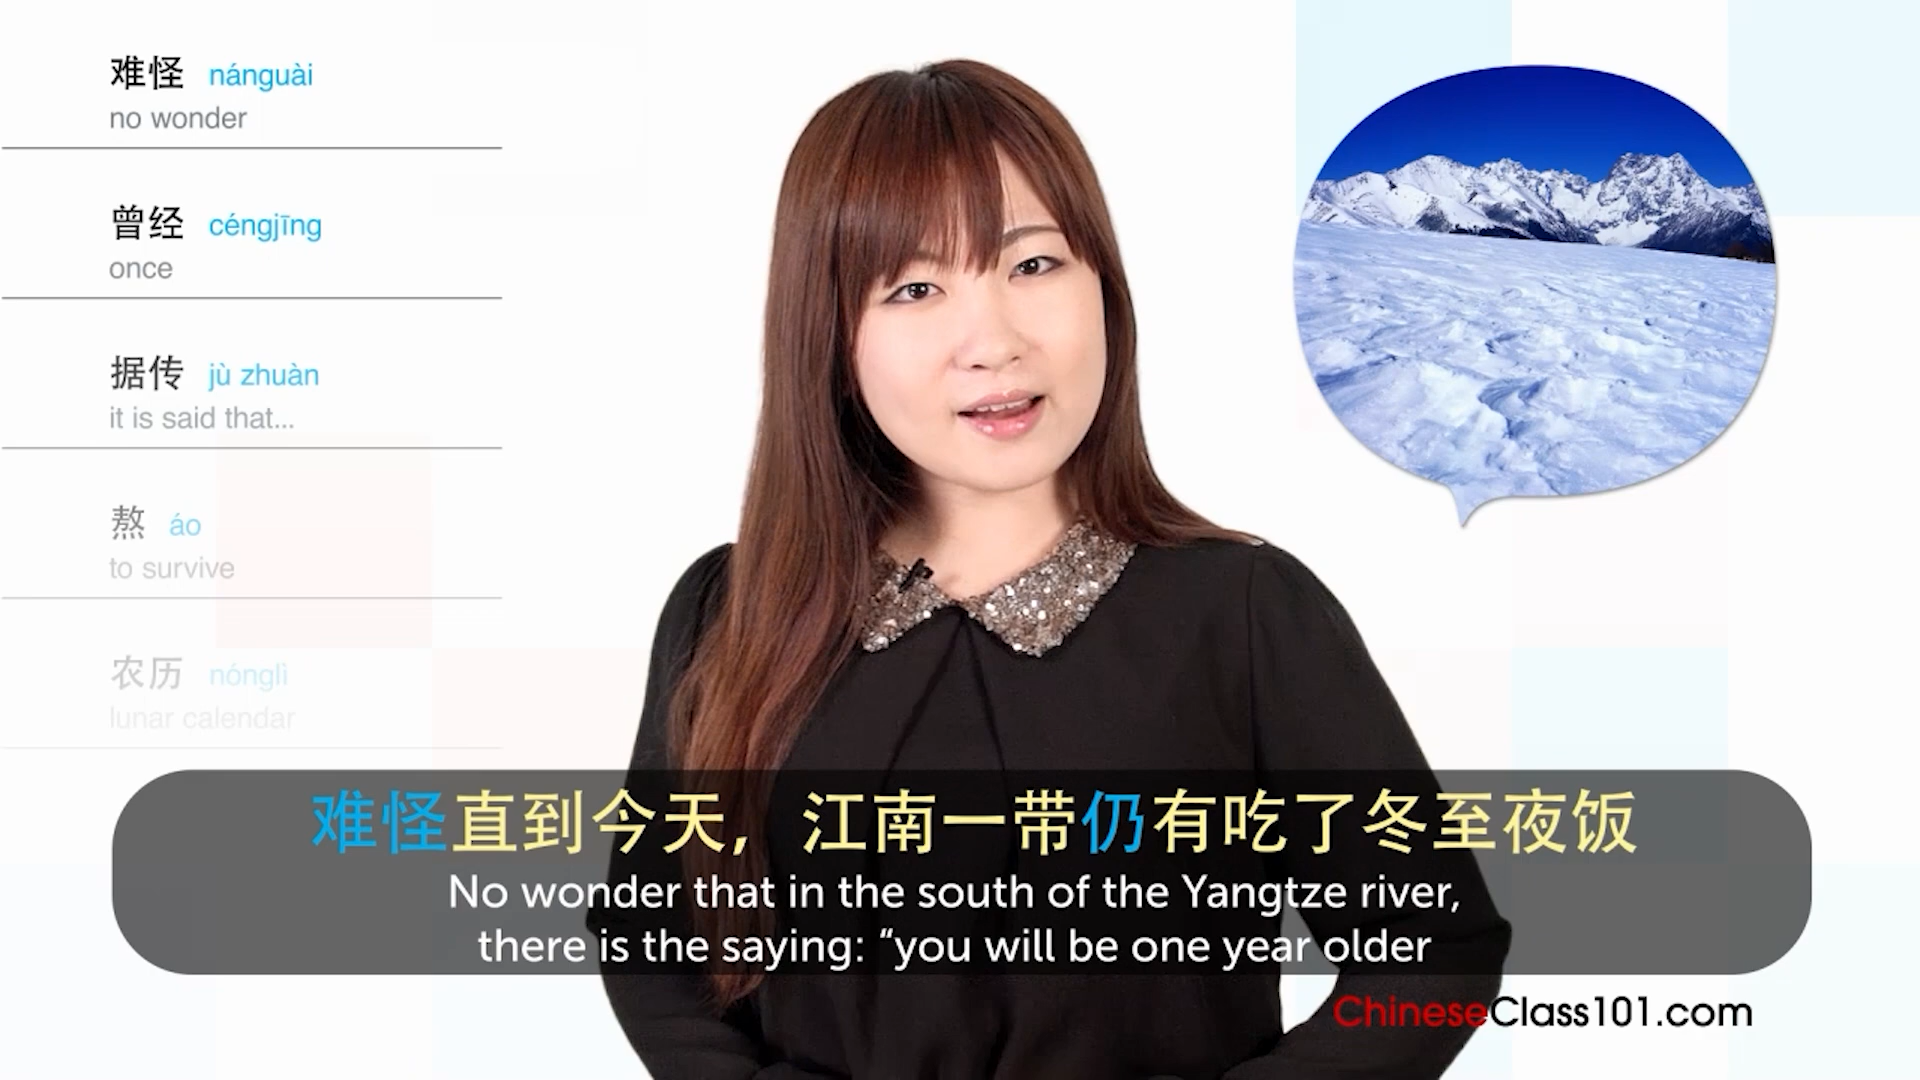 难怪 nánguài
no wonder
曾经 céngjīng
once
据传 jù zhuàn
it is said that...
熬 áo
to survive
农历 nónglì
lunar calendar
难怪直到今天，江南一带仍有吃了冬至夜饭
No wonder that in the south of the Yangtze river,
there is the saying: “you will be one year older
ChineseClass101.com